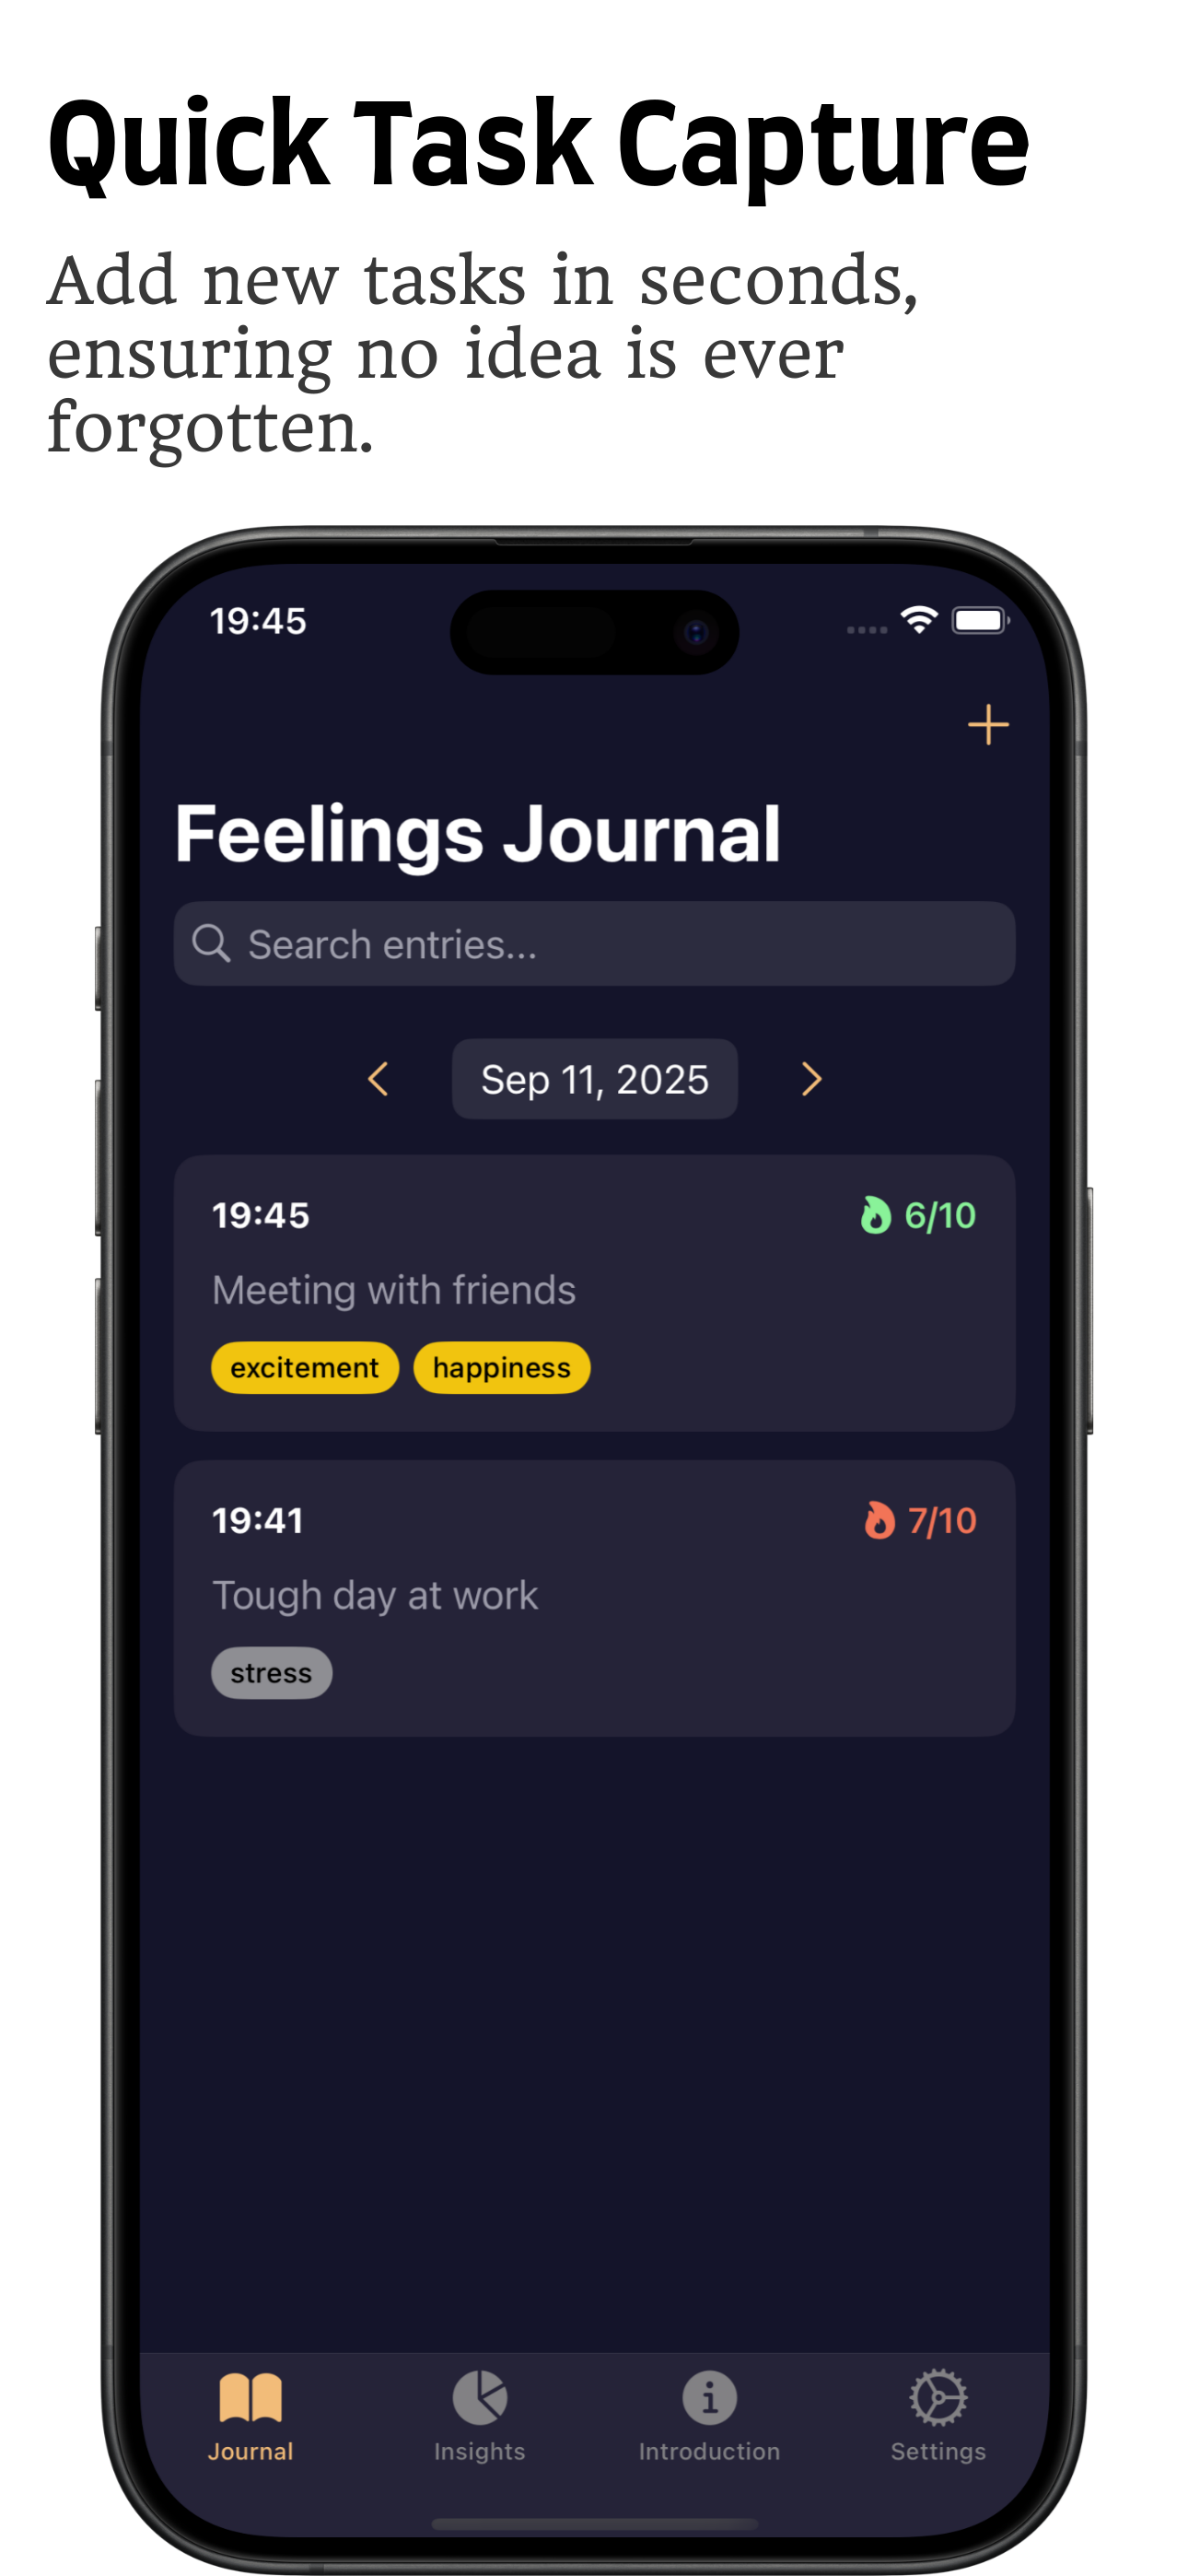 Quick Task Capture
Add new tasks in seconds,
ensuring no idea is ever
forgotten.
19:45
Feelings Journal
Search entries...
Sep 11, 2025
19:45
6/10
Meeting with friends
excitement
happiness
19:41
7/10
Tough day at work
stress
Journal
Insights
Introduction
Settings